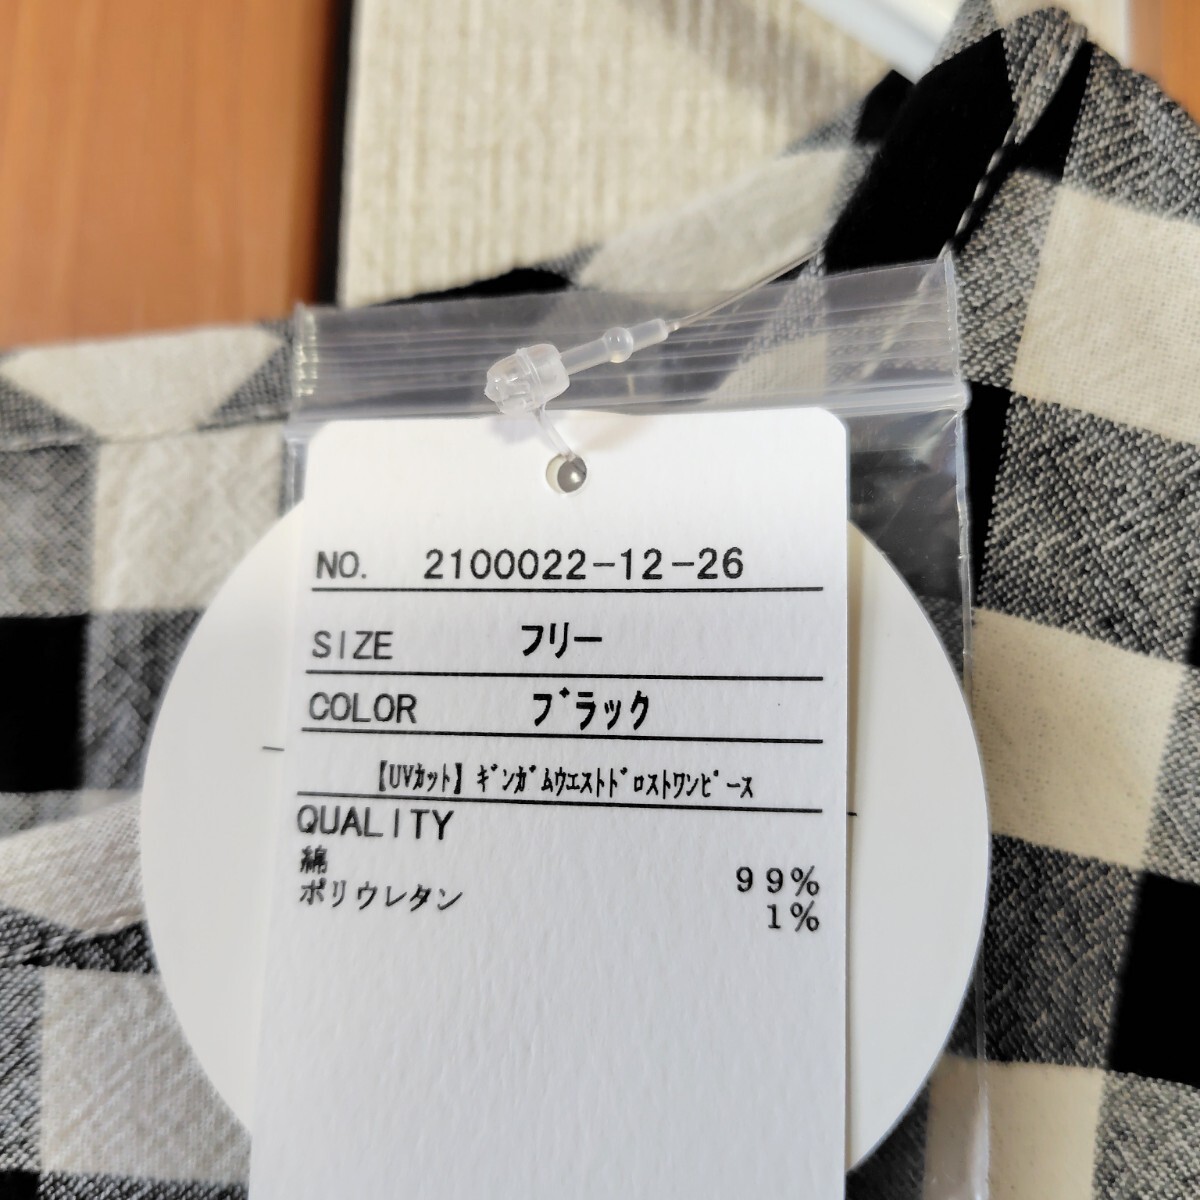 NO. 2100022-12-26
SIZE フリー
COLOR ﾌﾞﾗｯｸ
【UVｶｯﾄ】ｷﾞﾝｶﾞﾑｳｴｽﾄﾄﾞﾛｽﾄﾜﾝﾋﾟｰｽ
QUALITY
綿 99%
ポリウレタン 1%